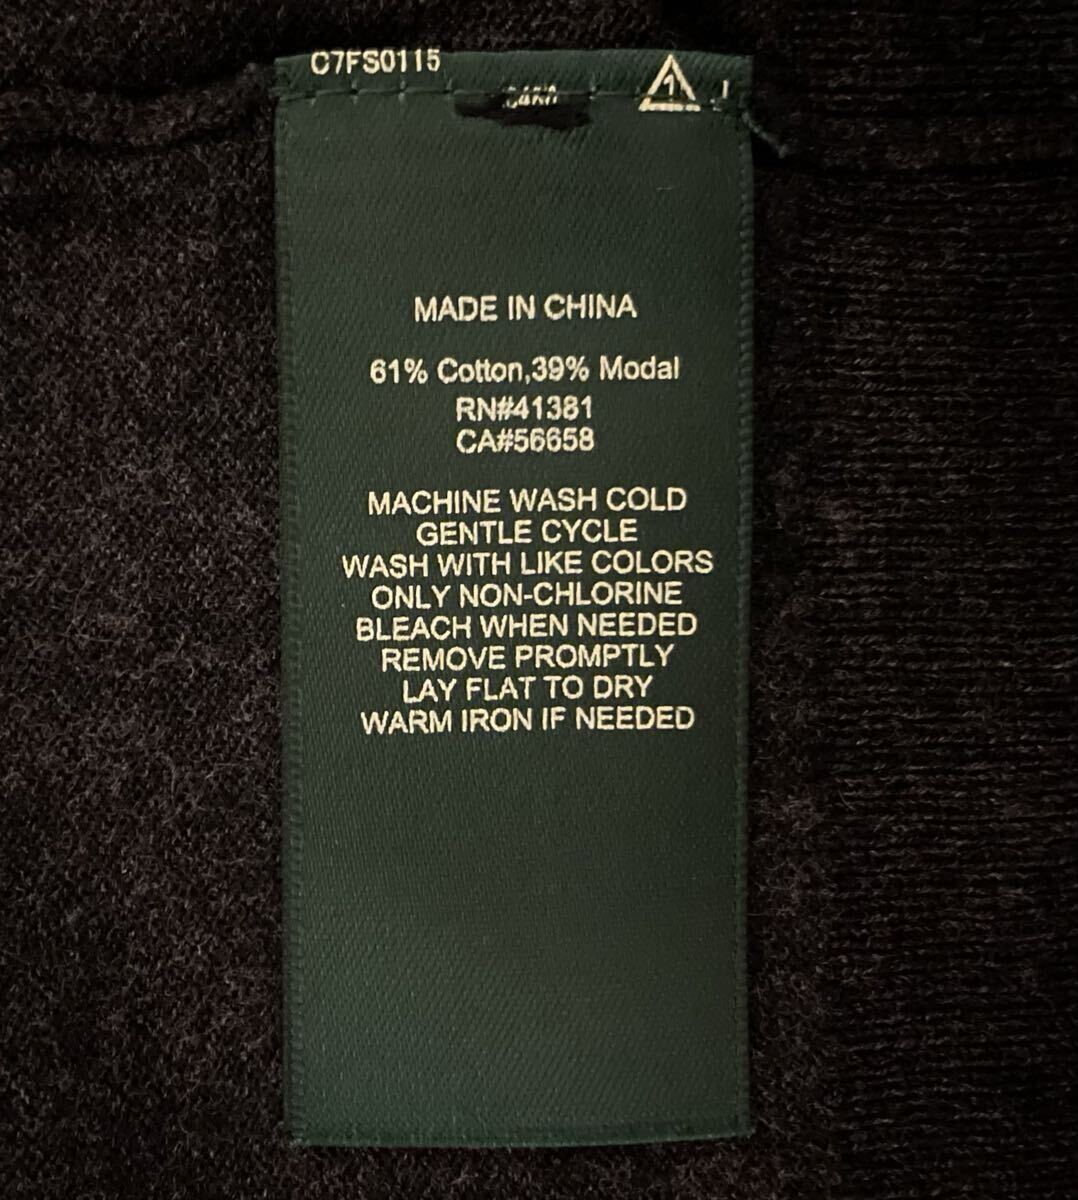 C7FS0115
1
MADE IN CHINA
61% Cotton,39% Modal
RN#41381
CA#56658
MACHINE WASH COLD
GENTLE CYCLE
WASH WITH LIKE COLORS
ONLY NON-CHLORINE
BLEACH WHEN NEEDED
REMOVE PROMPTLY
LAY FLAT TO DRY
WARM IRON IF NEEDED